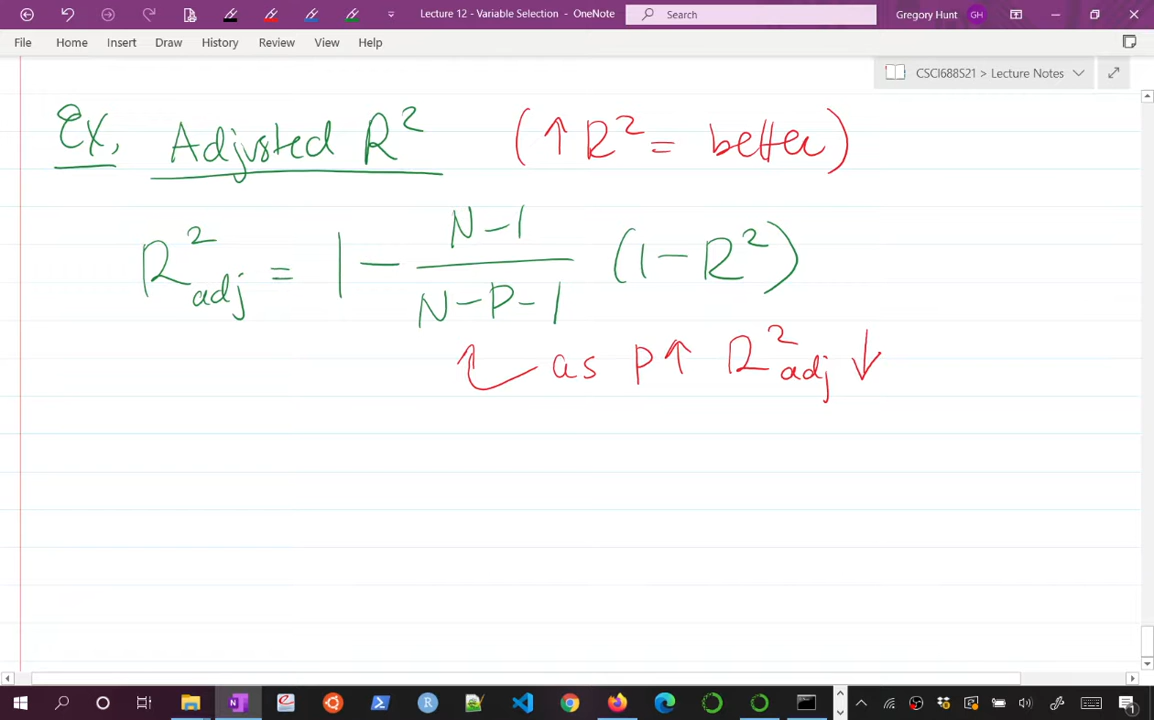 Lecture 12 - Variable Selection - OneNote
Search
Gregory Hunt GH
File Home Insert Draw History Review View Help
CSCI688S21 > Lecture Notes
Ex. Adjusted R² (↑R² = better)
R²adj = 1 - N-1 / N-P-1 (1-R²)
as P↑ R²adj ↓